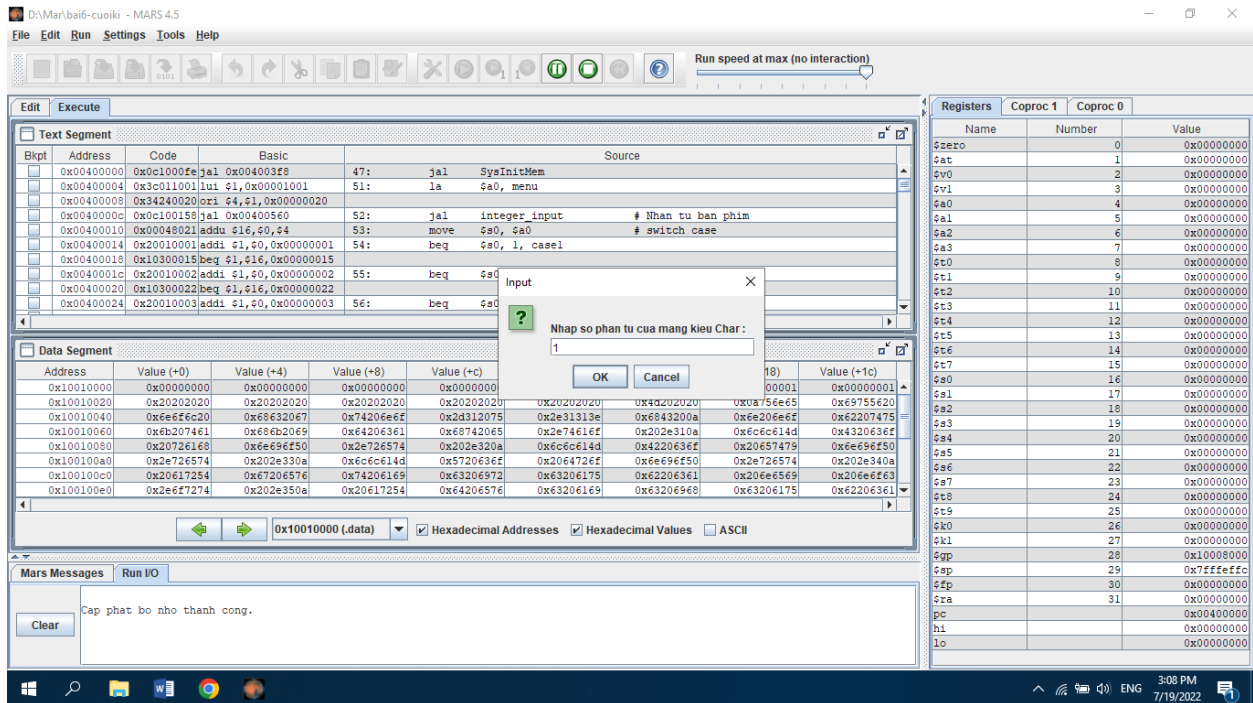 D:\Mar\bai6-cuoiki - MARS 4.5
File Edit Run Settings Tools Help
Run speed at max (no interaction)
Edit Execute
Text Segment
Bkpt Address Code Basic Source
0x00400000 0x0c1000fe jal 0x004003f8 47: jal SysInitMem
0x00400004 0x3c011001 lui $1,0x00001001 51: la $a0, menu
0x00400008 0x34240020 ori $4,$1,0x00000020
0x0040000c 0x0c100158 jal 0x00400560 52: jal integer_input # Nhan tu ban phim
0x00400010 0x00048021 addu $16,$0,$4 53: move $s0, $a0 # switch case
0x00400014 0x20010001 addi $1,$0,0x00000001 54: beq $s0, 1, case1
0x00400018 0x10300015 beq $1,$16,0x00000015
0x0040001c 0x20010002 addi $1,$0,0x00000002 55: beq $s0
0x00400020 0x10300022 beq $1,$16,0x00000022
0x00400024 0x20010003 addi $1,$0,0x00000003 56: beq $s0
Input
Nhap so phan tu cua mang kieu Char :
1
OK Cancel
Data Segment
Address Value (+0) Value (+4) Value (+8) Value (+c) 18) Value (+1c)
0x10010000 0x00000000 0x00000000 0x00000000 0x0000000 00001 0x00000001
0x10010020 0x20202020 0x20202020 0x20202020 0x20202020 0x20202020 0x4d202020 0x0a756e65 0x69755620
0x10010040 0x6e6f6c20 0x68632067 0x74206e6f 0x2d312075 0x2e31313e 0x6843200a 0x6e206e6f 0x62207475
0x10010060 0x6b207461 0x686b2069 0x64206361 0x68742065 0x2e74616f 0x202e310a 0x6c6c614d 0x4320636f
0x10010080 0x20726168 0x6e696f50 0x2e726574 0x202e320a 0x6c6c614d 0x4220636f 0x20657479 0x6e696f50
0x100100a0 0x2e726574 0x202e330a 0x6c6c614d 0x5720636f 0x2064726f 0x6e696f50 0x2e726574 0x202e340a
0x100100c0 0x20617254 0x67206576 0x74206169 0x63206972 0x63206175 0x62206361 0x206e6569 0x206e6f63
0x100100e0 0x2e6f7274 0x202e350a 0x20617254 0x64206576 0x63206169 0x63206968 0x63206175 0x62206361
0x10010000 (.data) Hexadecimal Addresses Hexadecimal Values ASCII
Mars Messages Run I/O
Clear
Cap phat bo nho thanh cong.
Registers Coproc 1 Coproc 0
Name Number Value
$zero 0 0x00000000
$at 1 0x00000000
$v0 2 0x00000000
$v1 3 0x00000000
$a0 4 0x00000000
$a1 5 0x00000000
$a2 6 0x00000000
$a3 7 0x00000000
$t0 8 0x00000000
$t1 9 0x00000000
$t2 10 0x00000000
$t3 11 0x00000000
$t4 12 0x00000000
$t5 13 0x00000000
$t6 14 0x00000000
$t7 15 0x00000000
$s0 16 0x00000000
$s1 17 0x00000000
$s2 18 0x00000000
$s3 19 0x00000000
$s4 20 0x00000000
$s5 21 0x00000000
$s6 22 0x00000000
$s7 23 0x00000000
$t8 24 0x00000000
$t9 25 0x00000000
$k0 26 0x00000000
$k1 27 0x00000000
$gp 28 0x10008000
$sp 29 0x7fffeffc
$fp 30 0x00000000
$ra 31 0x00000000
pc 0x00400000
hi 0x00000000
lo 0x00000000
ENG
3:08 PM
7/19/2022
1